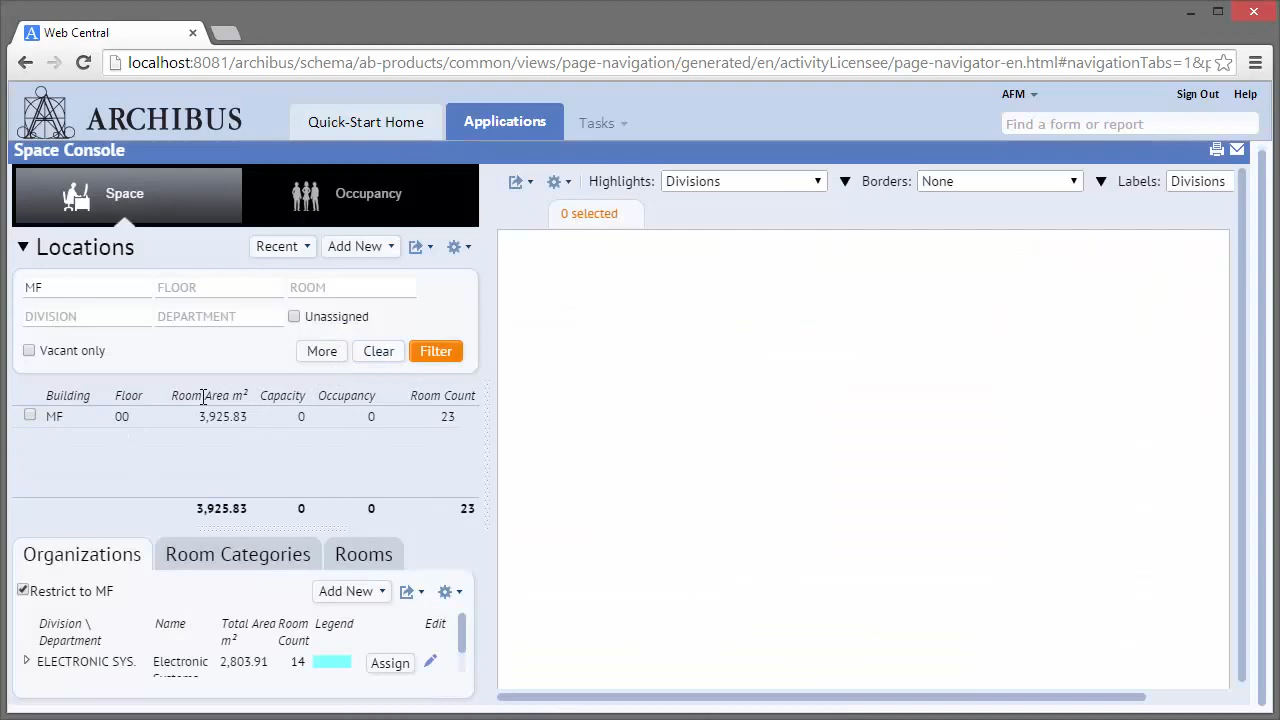 Web Central
localhost:8081/archibus/schema/ab-products/common/views/page-navigation/generated/en/activityLicensee/page-navigator-en.html#navigationTabs=1&p
ARCHIBUS
Quick-Start Home
Applications
Tasks
AFM
Sign Out
Help
Find a form or report
Space Console
Space
Occupancy
Highlights:
Divisions
Borders:
None
Labels:
Divisions
0 selected
Locations
Recent
Add New
MF
FLOOR
ROOM
DIVISION
DEPARTMENT
Unassigned
Vacant only
More
Clear
Filter
Building Floor Room Area m² Capacity Occupancy Room Count
MF 00 3,925.83 0 0 23
3,925.83 0 0 23
Organizations
Room Categories
Rooms
Restrict to MF
Add New
Division \ Name Total Area Room Legend Edit
Department m² Count
ELECTRONIC SYS. Electronic 2,803.91 14 Assign